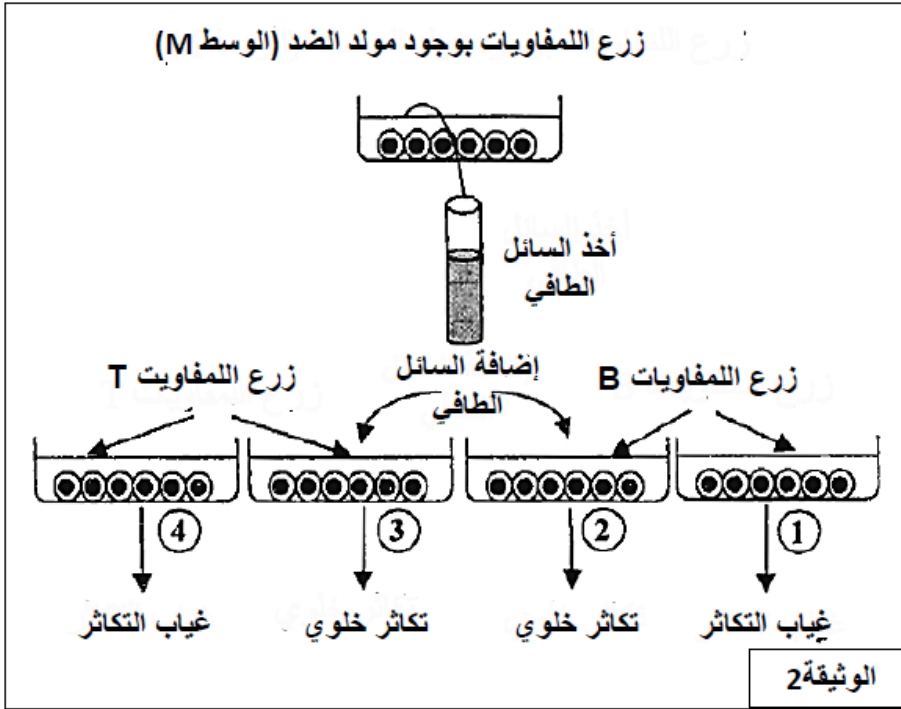 زرع اللمفاويات بوجود مولد الضد (الوسط M)
أخذ السائل
الطافي
إضافة السائل
الطافي
زرع اللمفاويات B
زرع اللمفاويت T
1
2
3
4
غياب التكاثر
تكاثر خلوي
تكاثر خلوي
غياب التكاثر
الوثيقة2